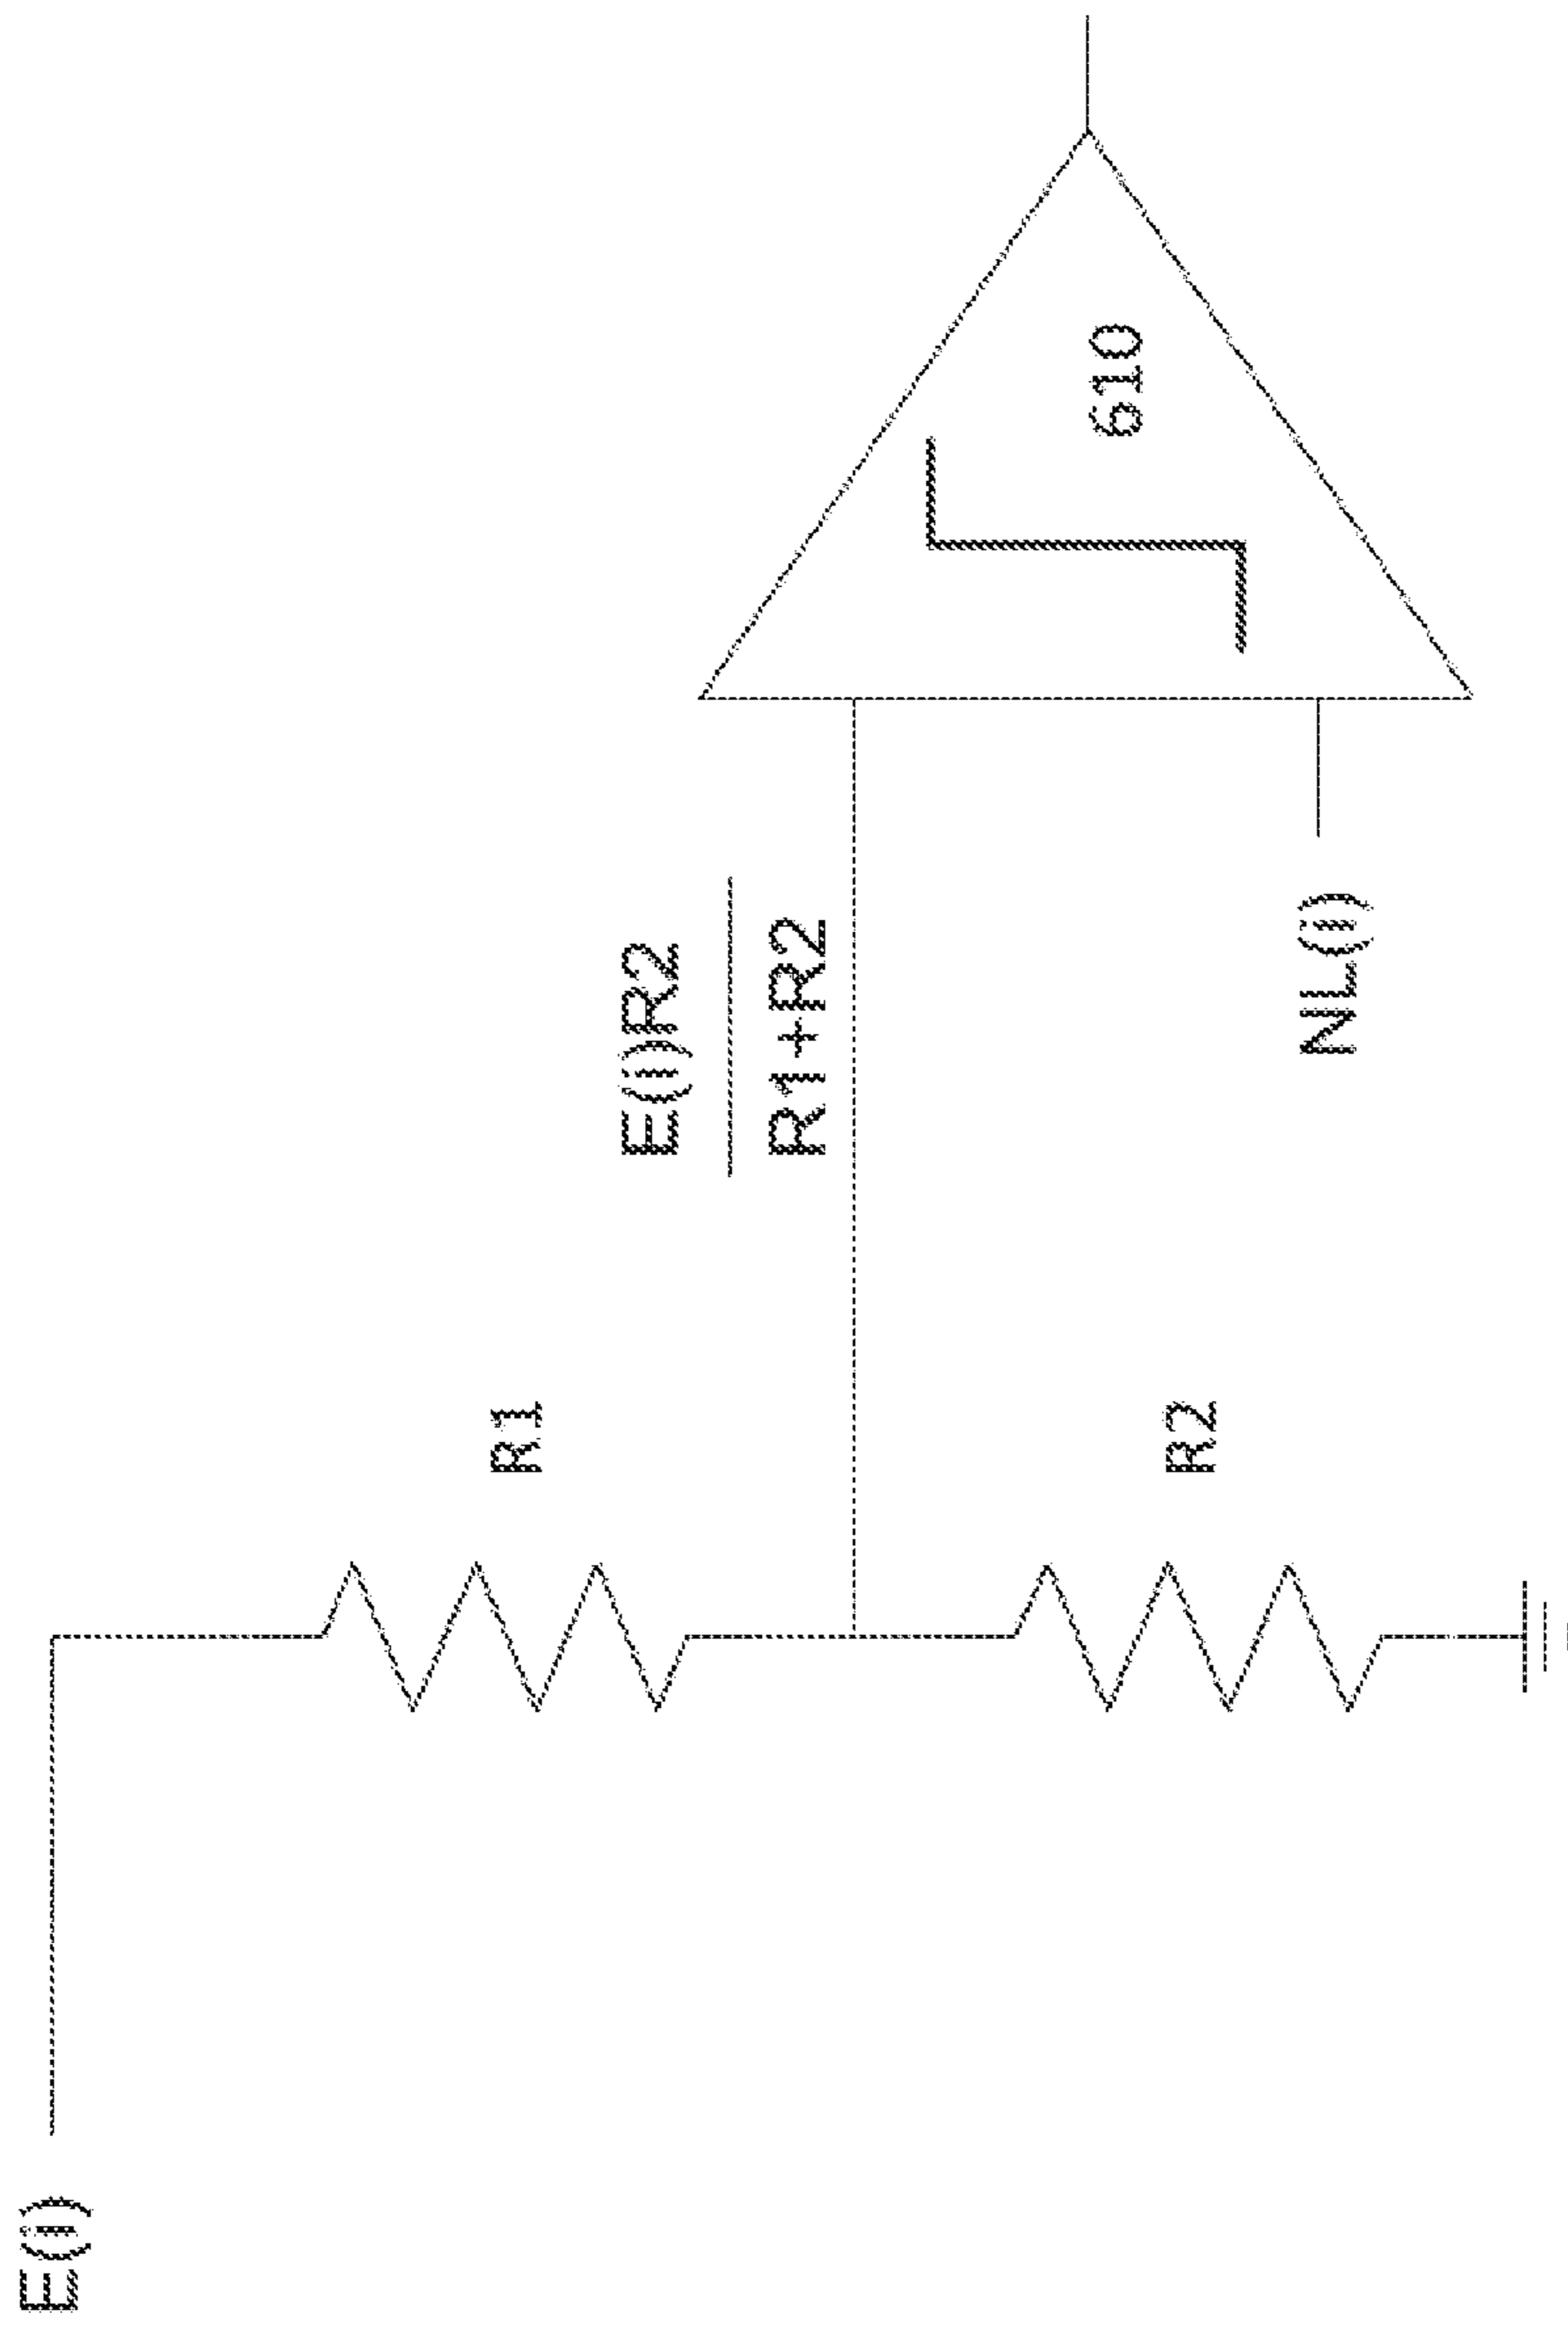 E(i)
R1
R2
E(i)R2
R1+R2
NL(i)
610